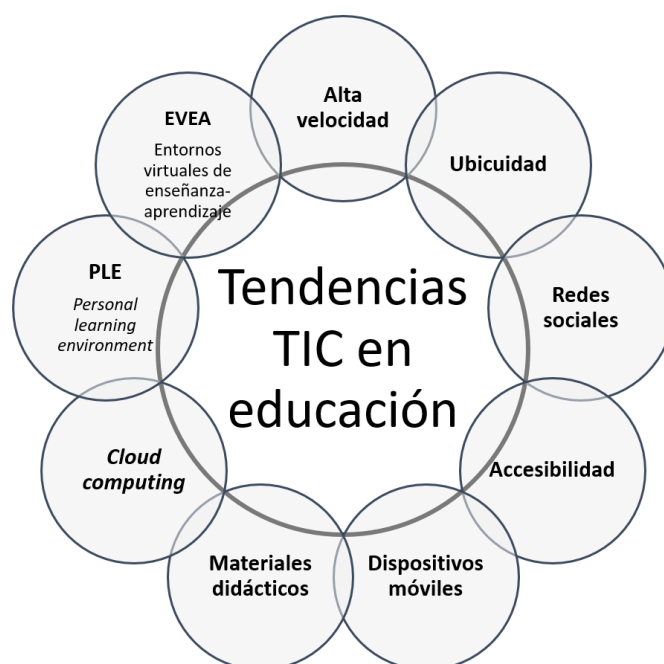 Tendencias
TIC en
educación
Alta
velocidad
Ubicuidad
Redes
sociales
Accesibilidad
Dispositivos
móviles
Materiales
didácticos
Cloud
computing
PLE
Personal
learning
environment
EVEA
Entornos
virtuales de
enseñanza-
aprendizaje